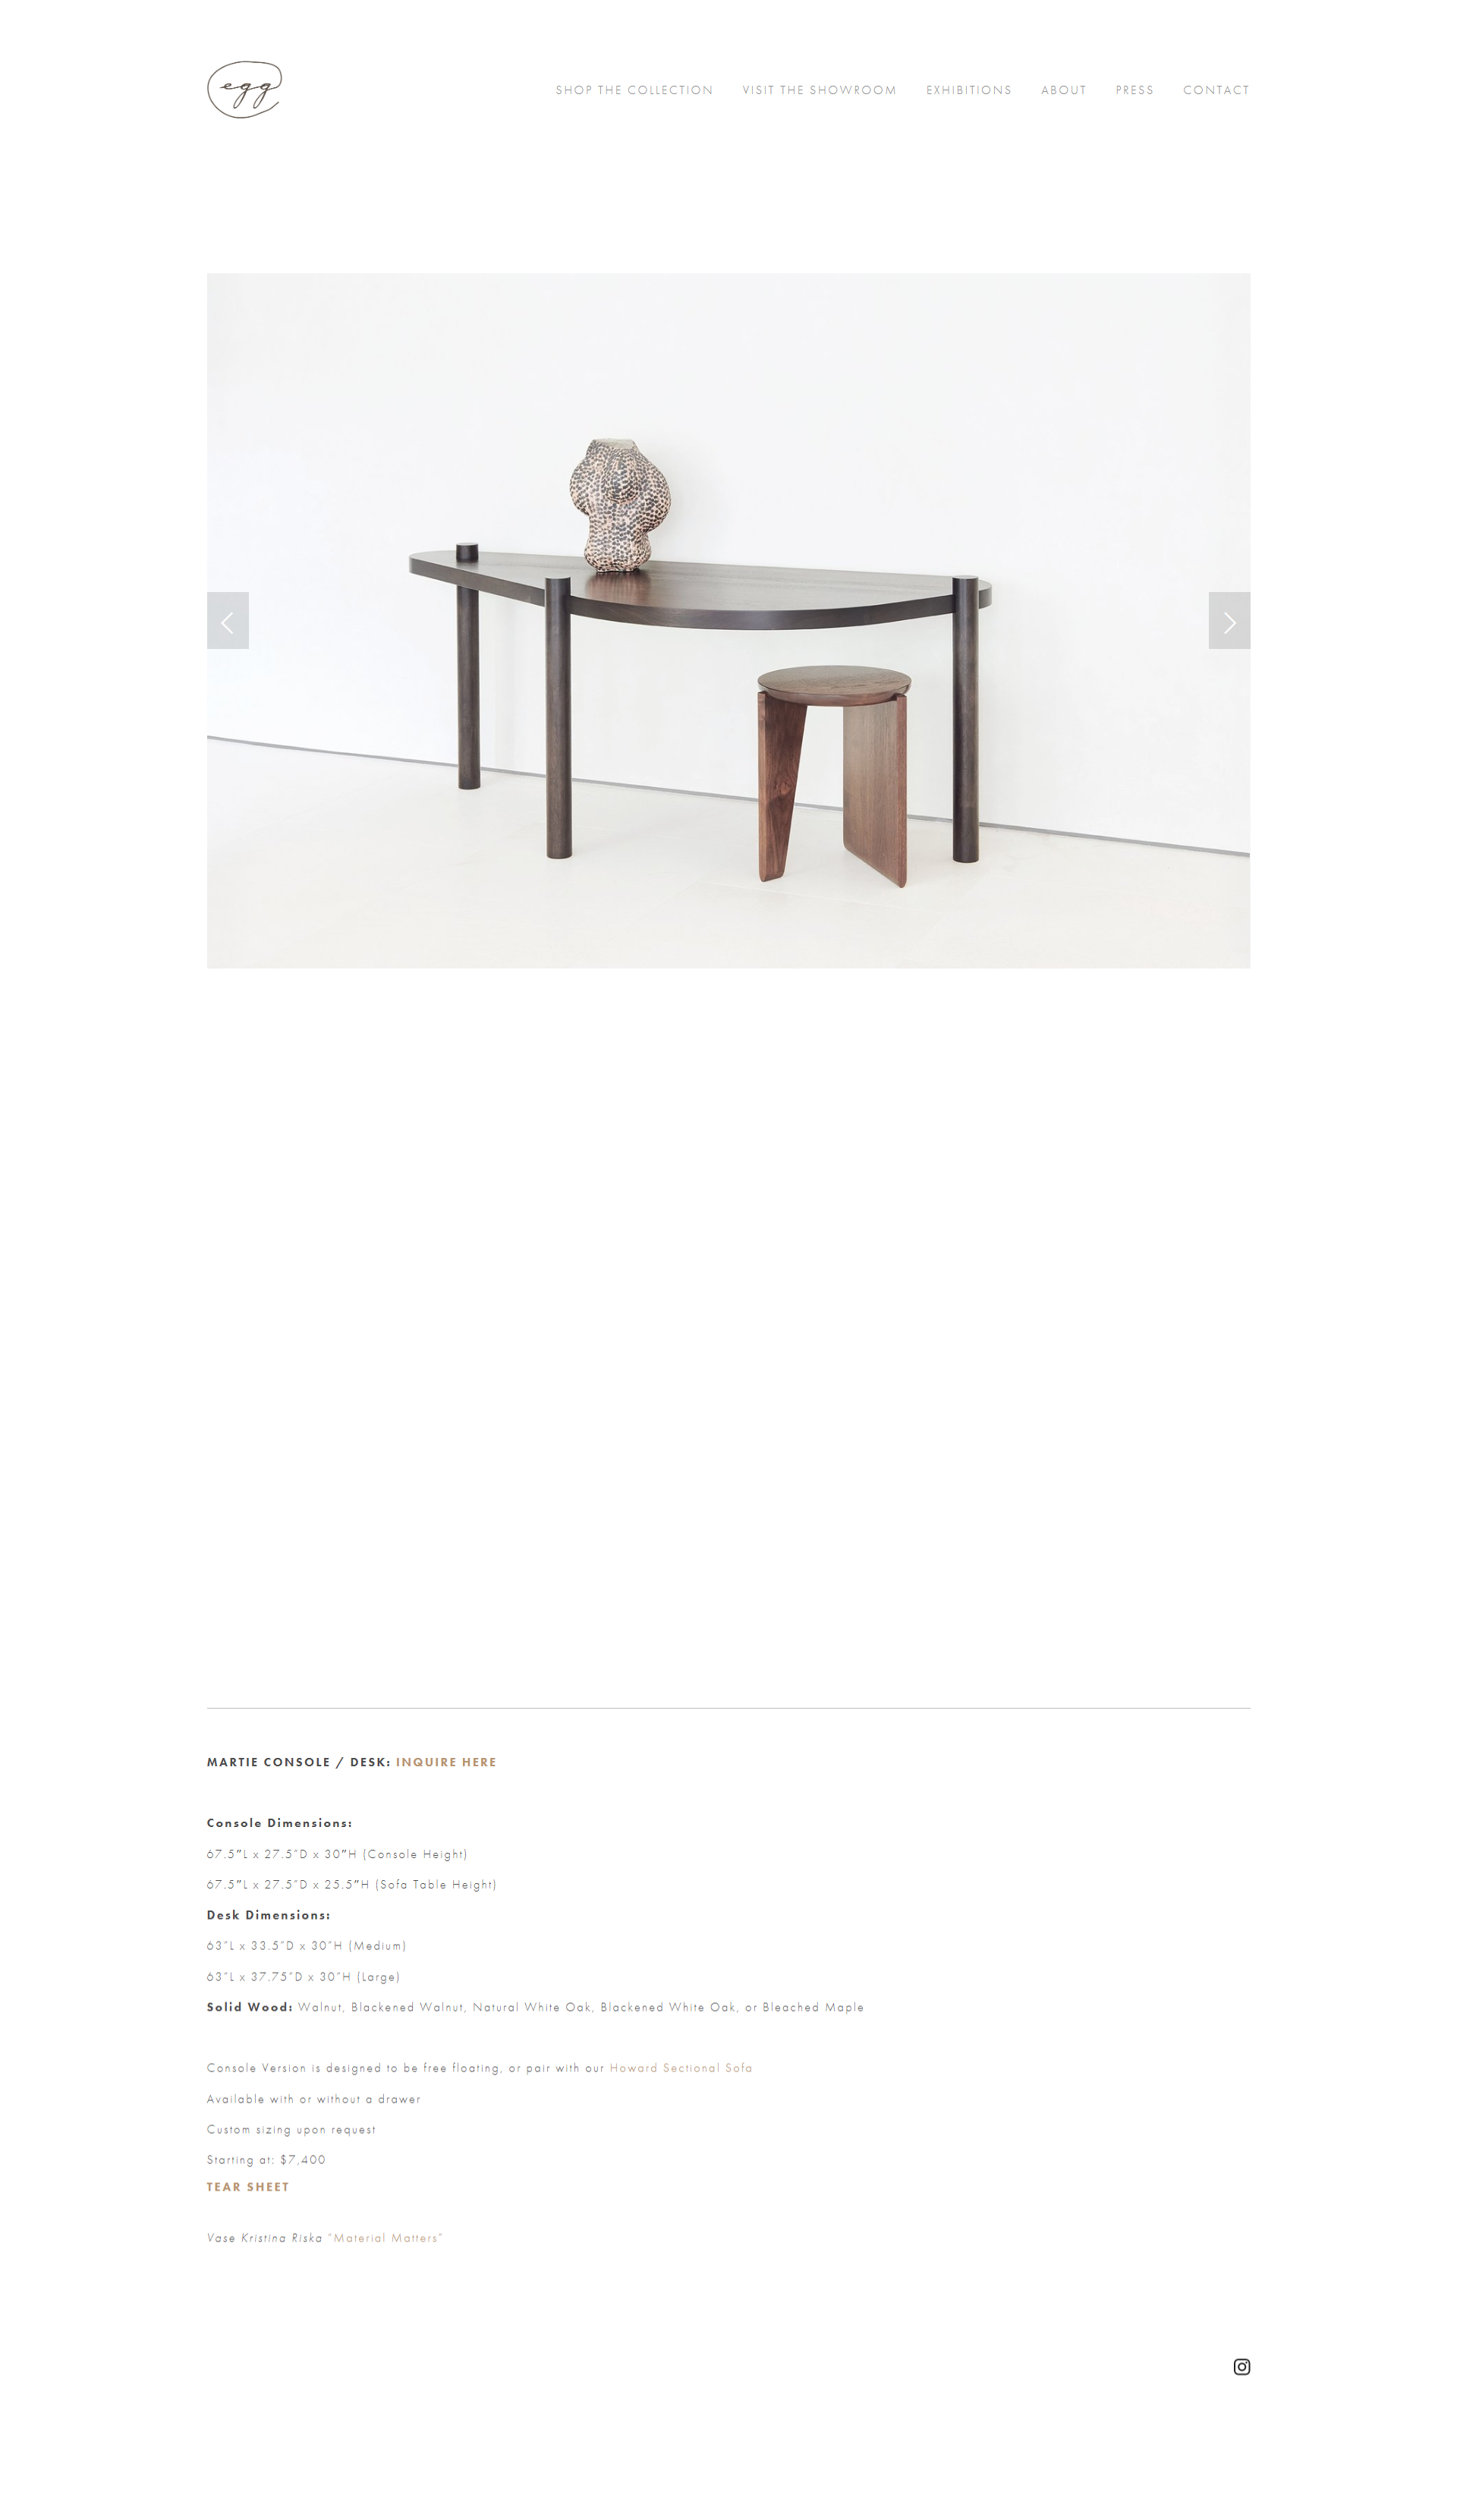 egg
SHOP THE COLLECTION VISIT THE SHOWROOM EXHIBITIONS ABOUT PRESS CONTACT
MARTIE CONSOLE / DESK: INQUIRE HERE
Console Dimensions:
67.5"L x 27.5”D x 30"H (Console Height)
67.5"L x 27.5”D x 25.5"H (Sofa Table Height)
Desk Dimensions:
63”L x 33.5”D x 30”H (Medium)
63”L x 37.75”D x 30”H (Large)
Solid Wood: Walnut, Blackened Walnut, Natural White Oak, Blackened White Oak, or Bleached Maple
Console Version is designed to be free floating, or pair with our Howard Sectional Sofa
Available with or without a drawer
Custom sizing upon request
Starting at: $7,400
TEAR SHEET
Vase Kristina Riska “Material Matters”